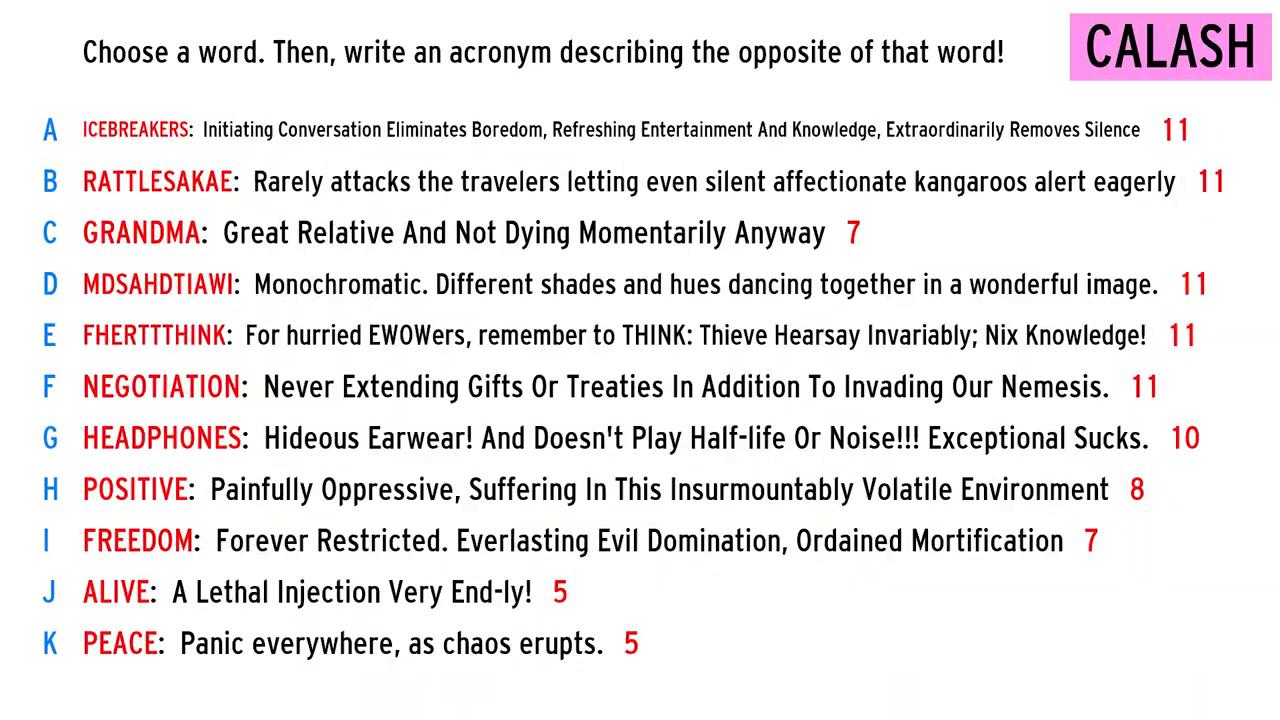 Choose a word. Then, write an acronym describing the opposite of that word!
CALASH
A ICEBREAKERS: Initiating Conversation Eliminates Boredom, Refreshing Entertainment And Knowledge, Extraordinarily Removes Silence 11
B RATTLESAKAE: Rarely attacks the travelers letting even silent affectionate kangaroos alert eagerly 11
C GRANDMA: Great Relative And Not Dying Momentarily Anyway 7
D MDSAHDTIAWI: Monochromatic. Different shades and hues dancing together in a wonderful image. 11
E FHERTTTHINK: For hurried EWOWers, remember to THINK: Thieve Hearsay Invariably; Nix Knowledge! 11
F NEGOTIATION: Never Extending Gifts Or Treaties In Addition To Invading Our Nemesis. 11
G HEADPHONES: Hideous Earwear! And Doesn't Play Half-life Or Noise!!! Exceptional Sucks. 10
H POSITIVE: Painfully Oppressive, Suffering In This Insurmountably Volatile Environment 8
I FREEDOM: Forever Restricted. Everlasting Evil Domination, Ordained Mortification 7
J ALIVE: A Lethal Injection Very End-ly! 5
K PEACE: Panic everywhere, as chaos erupts. 5